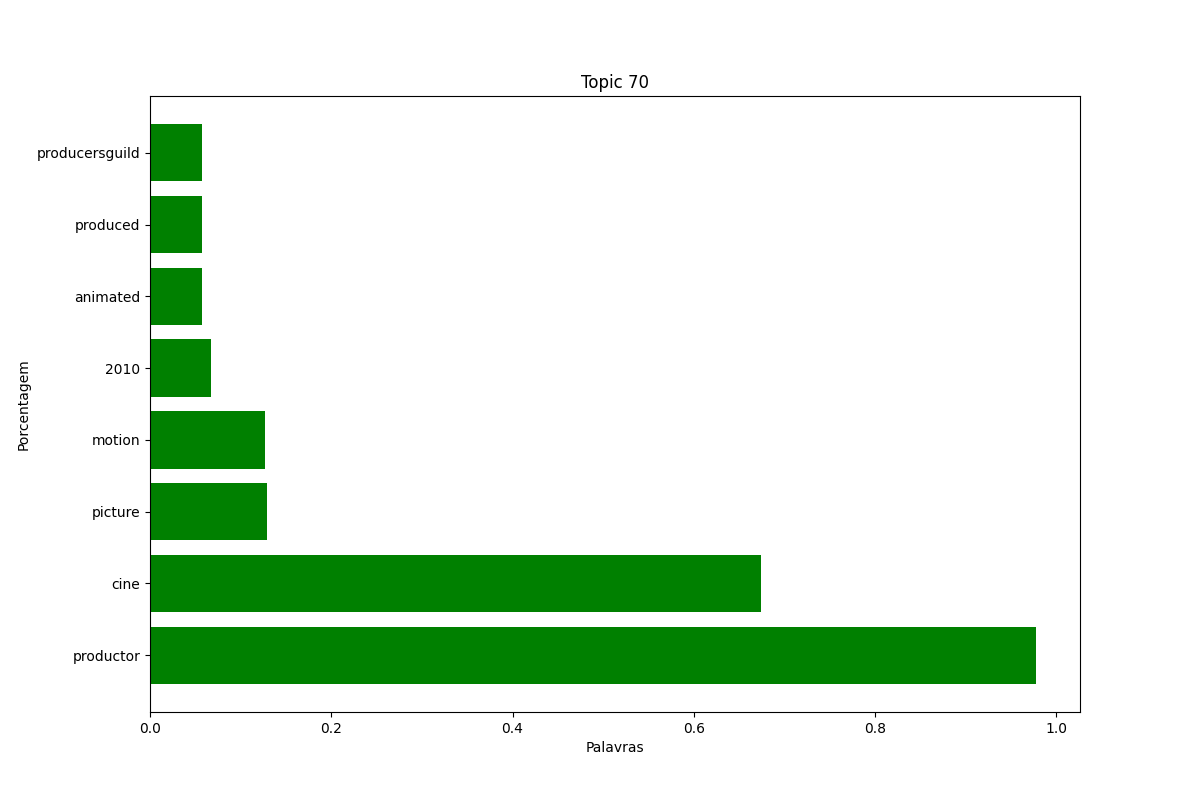 Topic 70
producersguild
produced
animated
2010
motion
picture
cine
productor
Porcentagem
0.0 0.2 0.4 0.6 0.8 1.0
Palavras